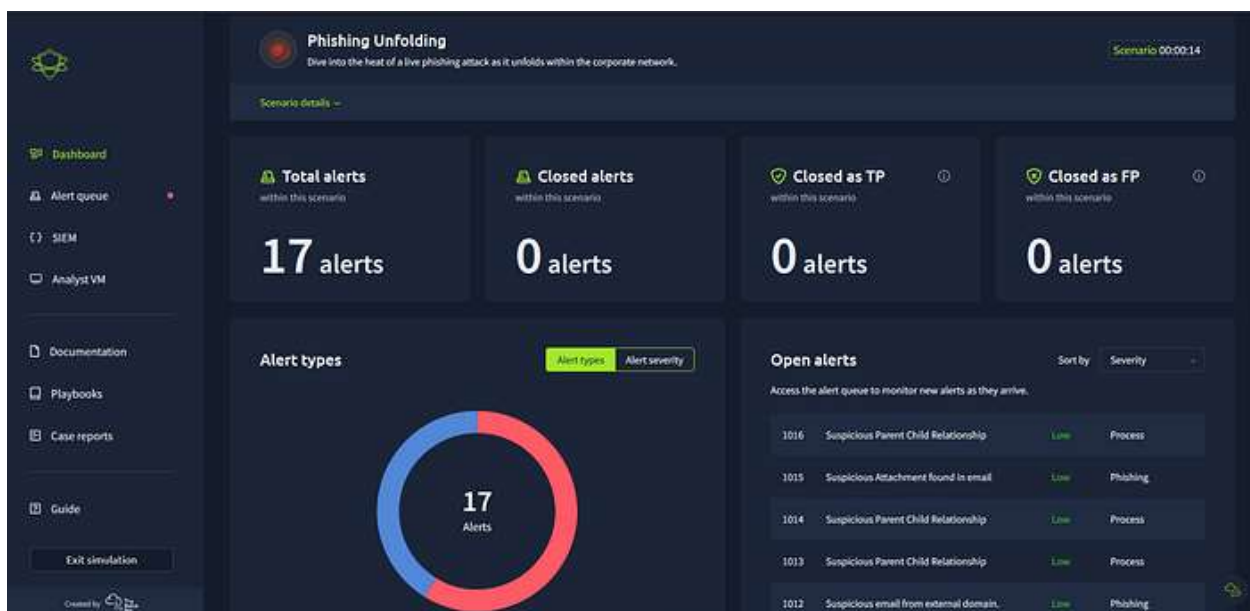 Phishing Unfolding
Dive into the heat of a live phishing attack as it unfolds within the corporate network.
Scenario 00:00:14
Scenario details
Dashboard
Alert queue
SIEM
Analyst VM
Documentation
Playbooks
Case reports
Guide
Exit simulation
Created by
Total alerts
within this scenario
17 alerts
Closed alerts
within this scenario
0 alerts
Closed as TP
within this scenario
0 alerts
Closed as FP
within this scenario
0 alerts
Alert types
Alert types Alert severity
17
Alerts
Open alerts
Sort by Severity
Access the alert queue to monitor new alerts as they arrive.
1016 Suspicious Parent Child Relationship Low Process
1015 Suspicious Attachment found in email Low Phishing
1014 Suspicious Parent Child Relationship Low Process
1013 Suspicious Parent Child Relationship Low Process
1012 Suspicious email from external domain. Low Phishing